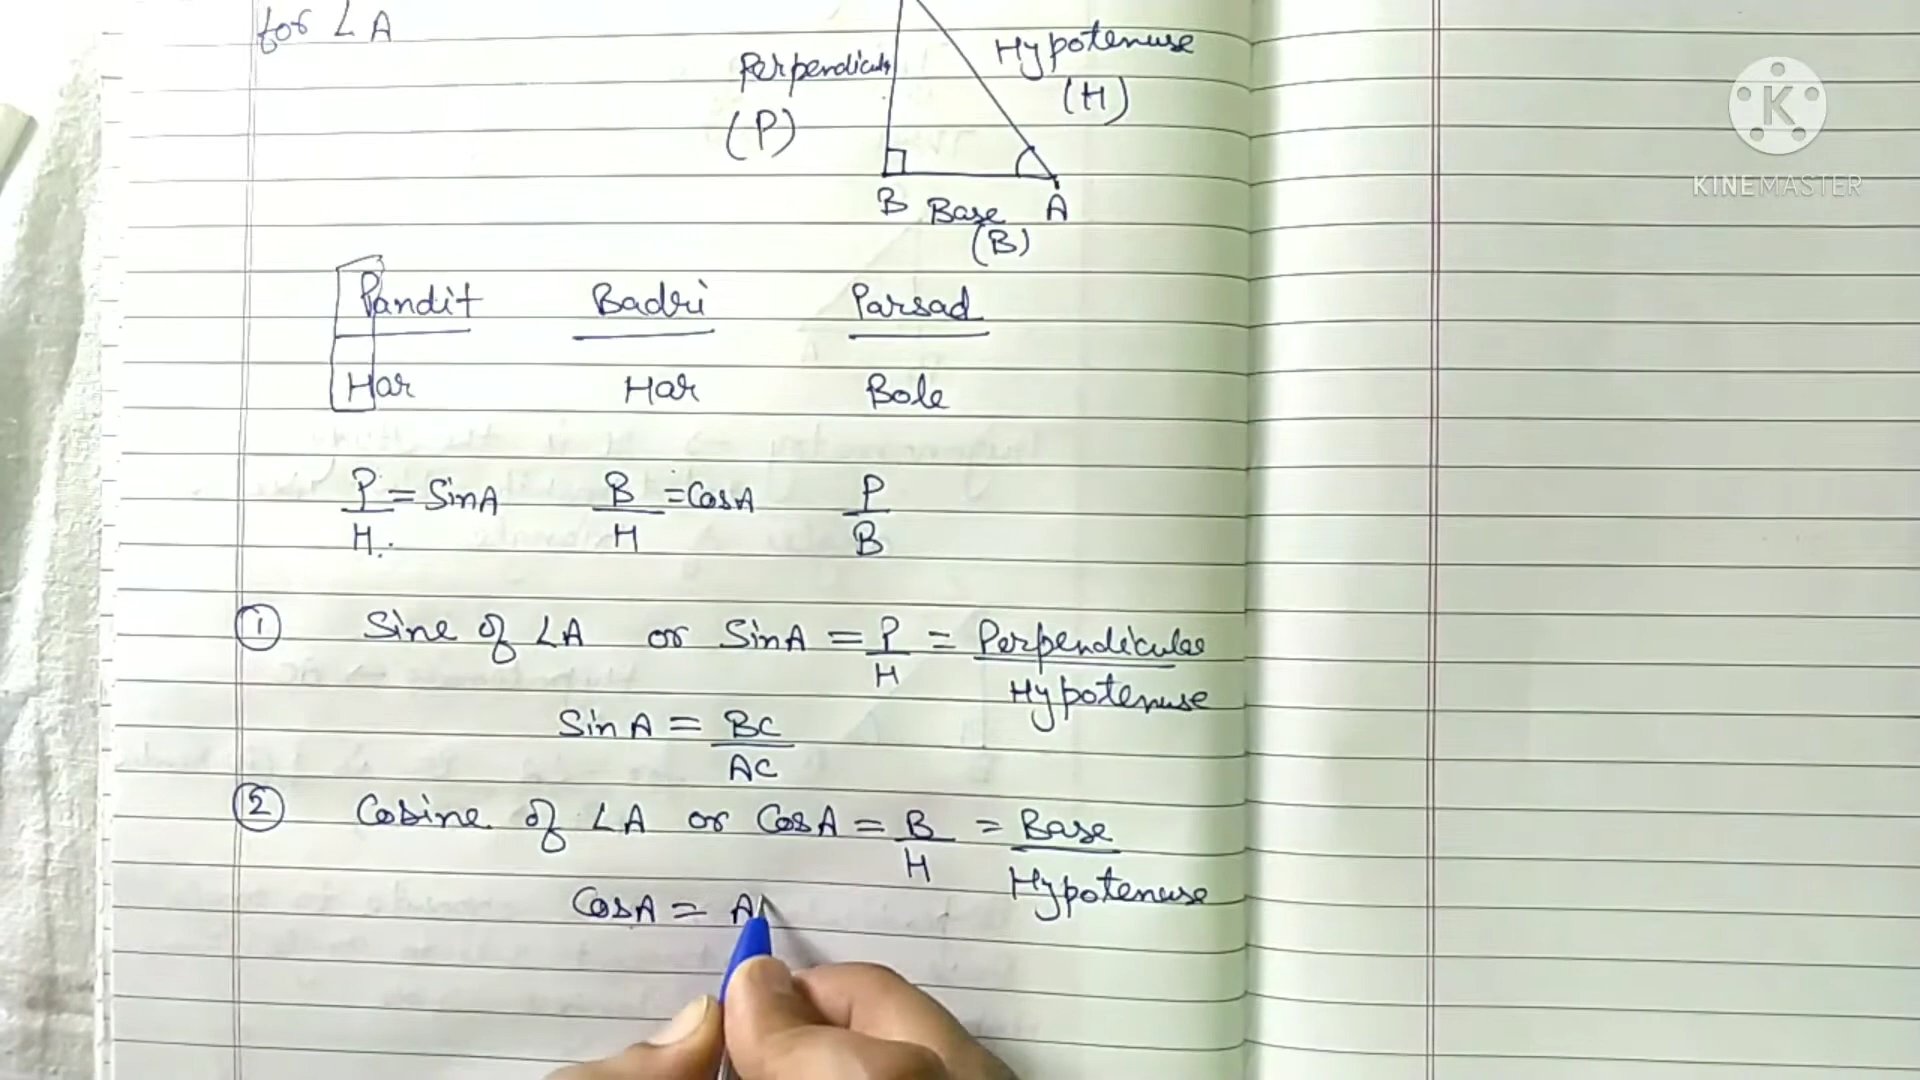 for ∠A
Perpendicular
Hypotenuse
(P)
(H)
K
KINEMASTER
B Base A
(B)
Pandit Badri Parsad
Har Har Bole
P/H = SinA B/H = CosA P/B
① Sine of ∠A or SinA = P/H = Perpendicular/Hypotenuse
Sin A = BC/AC
② Cosine of ∠A or CosA = B/H = Base/Hypotenuse
CosA = A